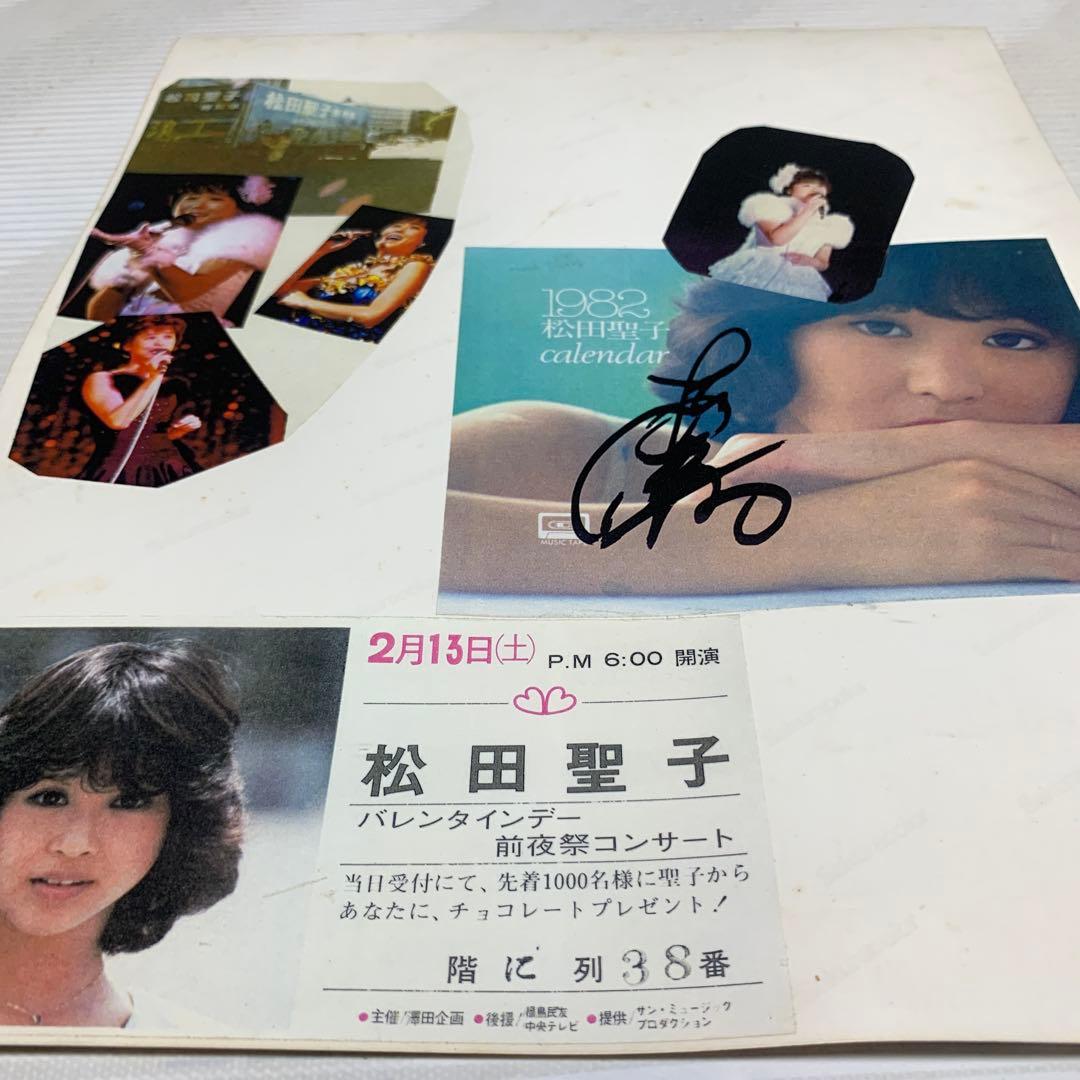 松田聖子
松田聖子
1982
松田聖子
calendar
MUSIC TAPE
2月13日(土) P.M 6:00 開演
松田聖子
バレンタインデー
前夜祭コンサート
当日受付にて、先着1000名様に聖子から
あなたに、チョコレートプレゼント!
階に列38番
●主催/澤田企画 ●後援/福島民友 中央テレビ ●提供/サン・ミュージック プロダクション